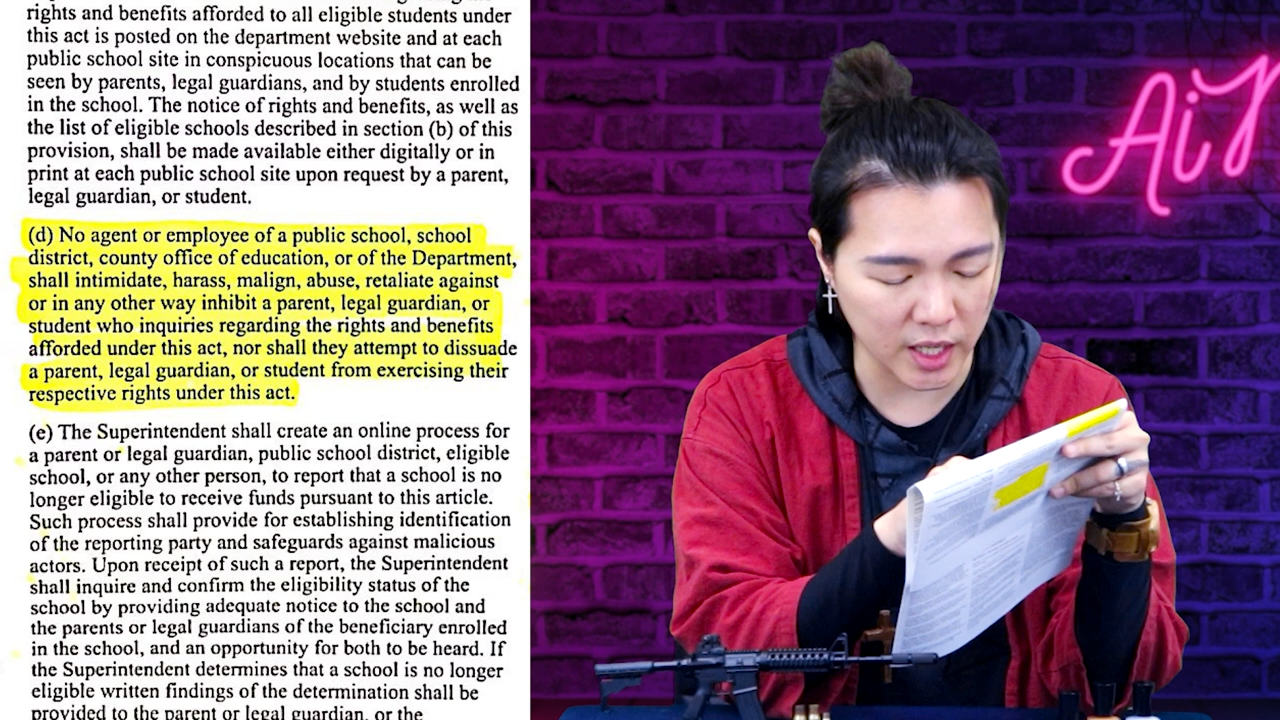 rights and benefits afforded to all eligible students under
this act is posted on the department website and at each
public school site in conspicuous locations that can be
seen by parents, legal guardians, and by students enrolled
in the school. The notice of rights and benefits, as well as
the list of eligible schools described in section (b) of this
provision, shall be made available either digitally or in
print at each public school site upon request by a parent,
legal guardian, or student.
(d) No agent or employee of a public school, school
district, county office of education, or of the Department,
shall intimidate, harass, malign, abuse, retaliate against
or in any other way inhibit a parent, legal guardian, or
student who inquiries regarding the rights and benefits
afforded under this act, nor shall they attempt to dissuade
a parent, legal guardian, or student from exercising their
respective rights under this act.
(e) The Superintendent shall create an online process for
a parent or legal guardian, public school district, eligible
school, or any other person, to report that a school is no
longer eligible to receive funds pursuant to this article.
Such process shall provide for establishing identification
of the reporting party and safeguards against malicious
actors. Upon receipt of such a report, the Superintendent
shall inquire and confirm the eligibility status of the
school by providing adequate notice to the school and
the parents or legal guardians of the beneficiary enrolled
in the school, and an opportunity for both to be heard. If
the Superintendent determines that a school is no longer
eligible written findings of the determination shall be
provided to the parent or legal guardian, or the